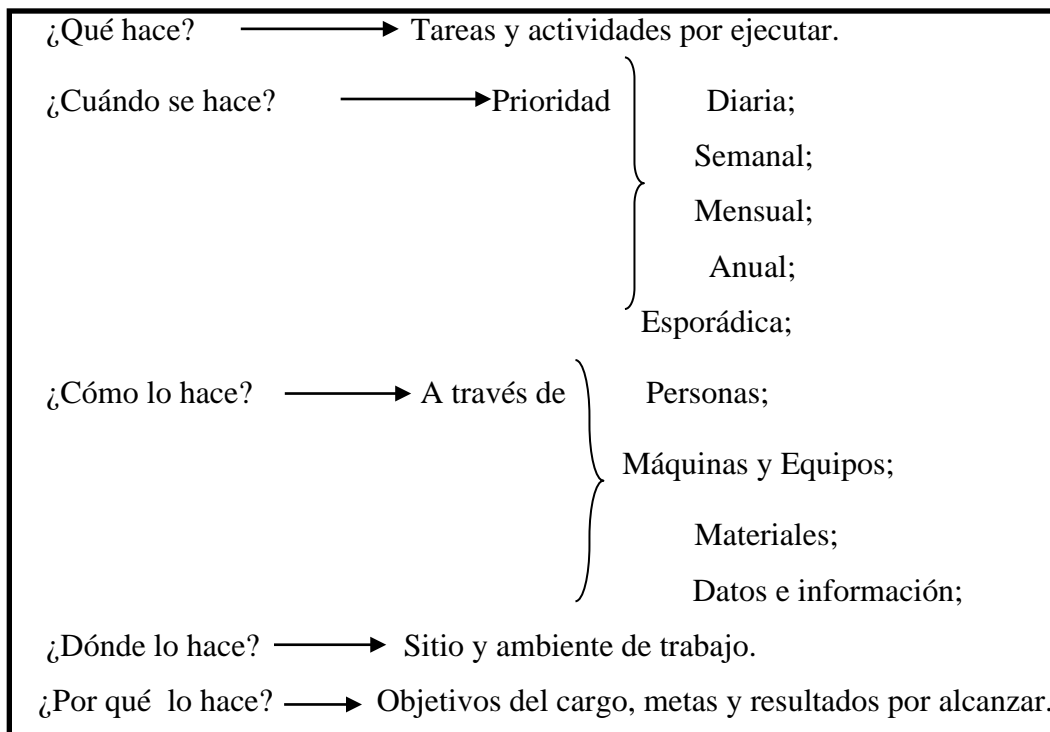 ¿Qué hace? Tareas y actividades por ejecutar.
¿Cuándo se hace? Prioridad Diaria;
Semanal;
Mensual;
Anual;
Esporádica;
¿Cómo lo hace? A través de Personas;
Máquinas y Equipos;
Materiales;
Datos e información;
¿Dónde lo hace? Sitio y ambiente de trabajo.
¿Por qué lo hace? Objetivos del cargo, metas y resultados por alcanzar.